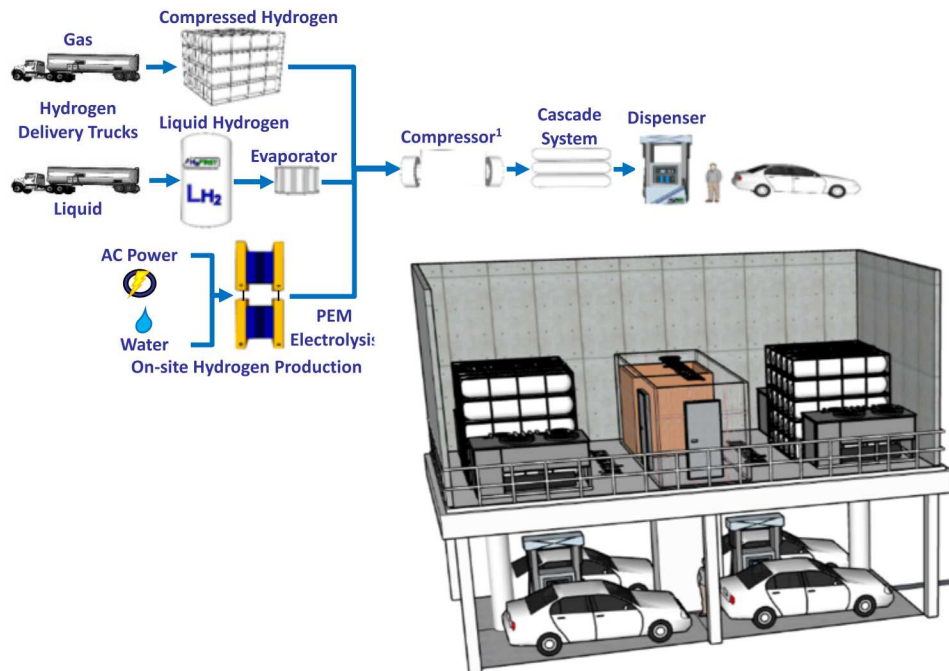 Compressed Hydrogen
Gas
Hydrogen
Delivery Trucks
Liquid Hydrogen
Evaporator
LH2
Liquid
Compressor1
Cascade
System
Dispenser
AC Power
Water
PEM
Electrolysis
On-site Hydrogen Production